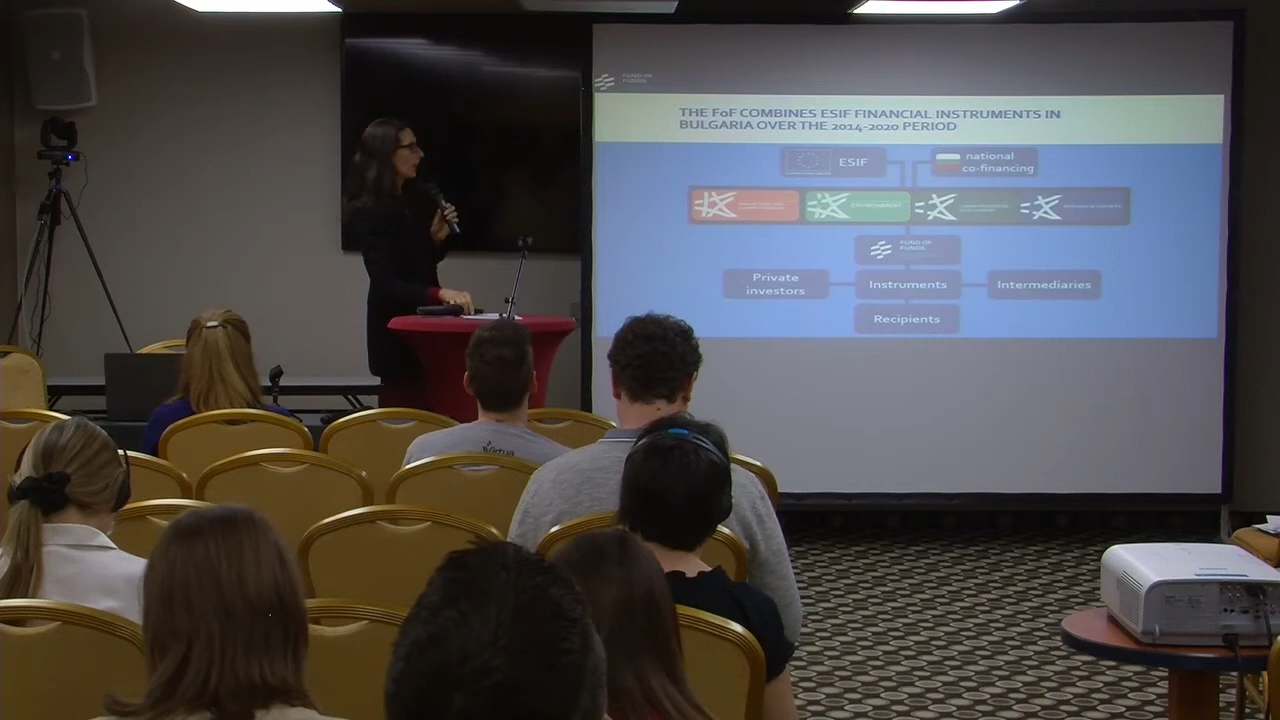 FUND OF
FUNDS
THE FoF COMBINES ESIF FINANCIAL INSTRUMENTS IN
BULGARIA OVER THE 2014-2020 PERIOD
ESIF
national
co-financing
ENVIRONMENT
FUND OF
FUNDS
Private
investors
Instruments
Intermediaries
Recipients
Virtua